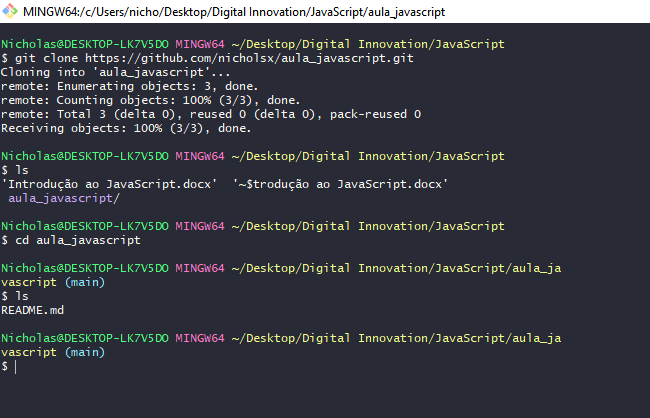 MINGW64:/c/Users/nicho/Desktop/Digital Innovation/JavaScript/aula_javascript
Nicholas@DESKTOP-LK7V5DO MINGW64 ~/Desktop/Digital Innovation/JavaScript
$ git clone https://github.com/nicholsx/aula_javascript.git
Cloning into 'aula_javascript'...
remote: Enumerating objects: 3, done.
remote: Counting objects: 100% (3/3), done.
remote: Total 3 (delta 0), reused 0 (delta 0), pack-reused 0
Receiving objects: 100% (3/3), done.
Nicholas@DESKTOP-LK7V5DO MINGW64 ~/Desktop/Digital Innovation/JavaScript
$ ls
'Introdução ao JavaScript.docx'  '~$trodução ao JavaScript.docx'
 aula_javascript/
Nicholas@DESKTOP-LK7V5DO MINGW64 ~/Desktop/Digital Innovation/JavaScript
$ cd aula_javascript
Nicholas@DESKTOP-LK7V5DO MINGW64 ~/Desktop/Digital Innovation/JavaScript/aula_ja
vascript (main)
$ ls
README.md
Nicholas@DESKTOP-LK7V5DO MINGW64 ~/Desktop/Digital Innovation/JavaScript/aula_ja
vascript (main)
$